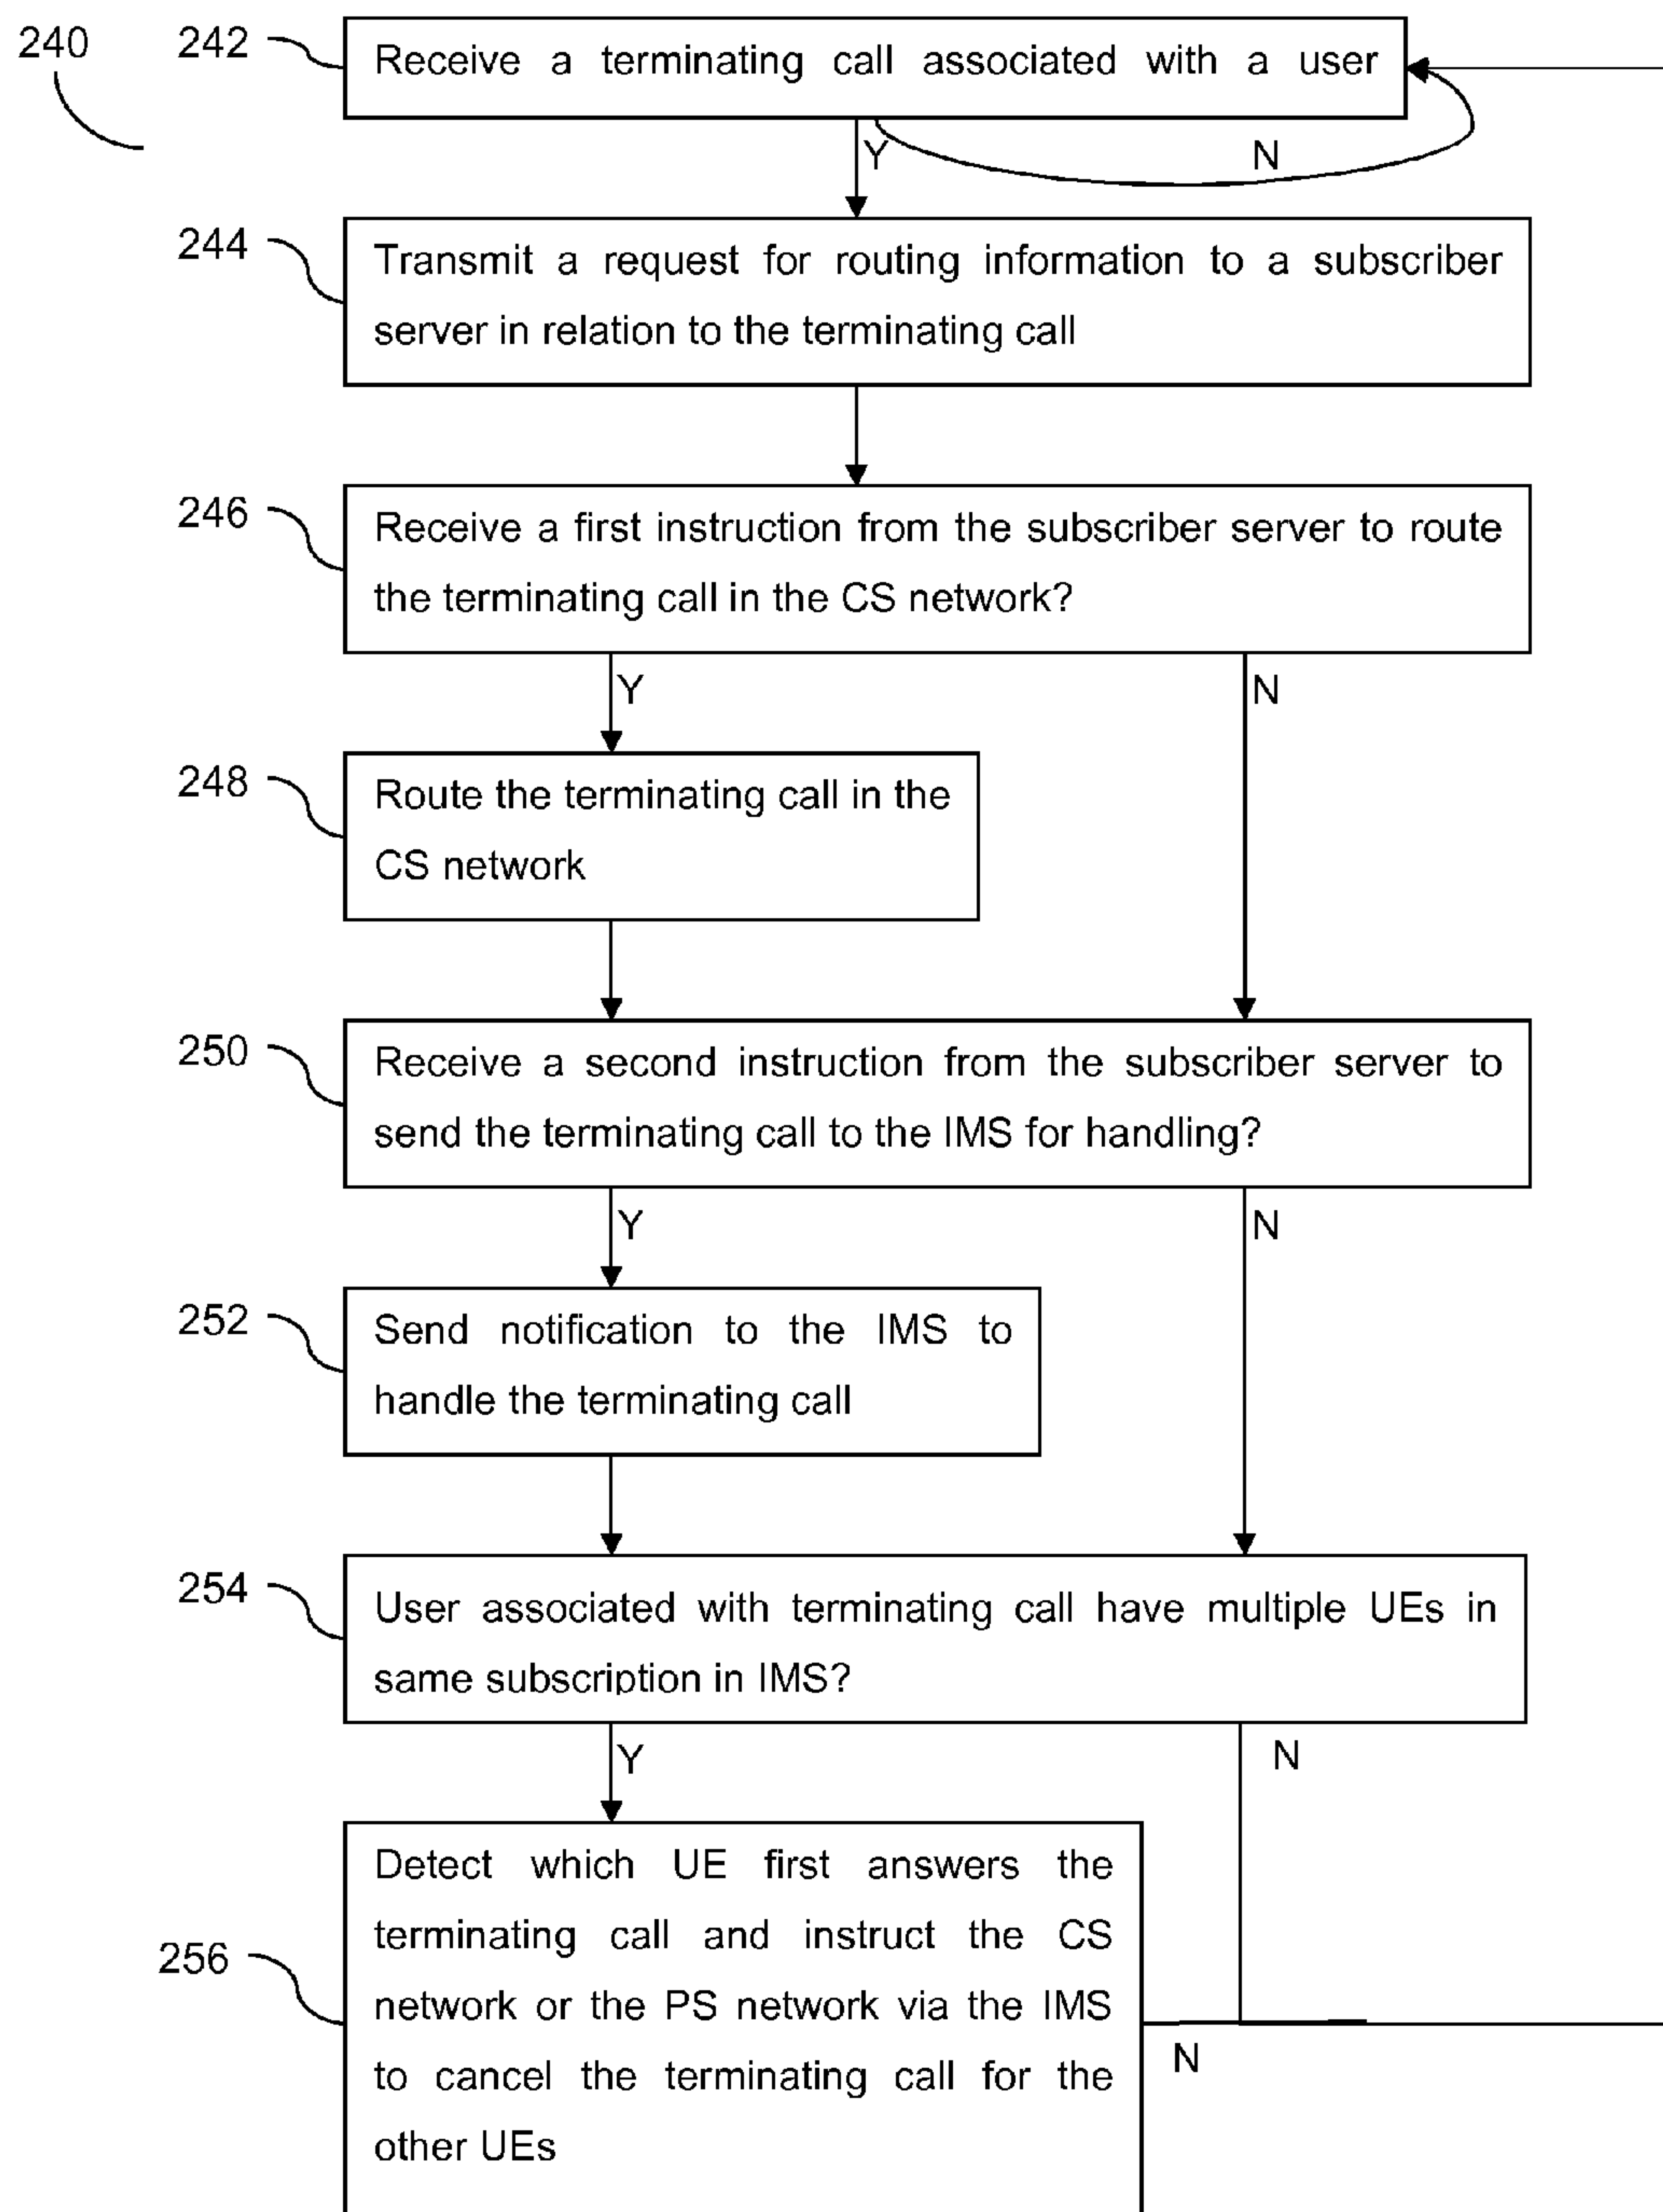 240
242
Receive a terminating call associated with a user
Y
N
244
Transmit a request for routing information to a subscriber
server in relation to the terminating call
246
Receive a first instruction from the subscriber server to route
the terminating call in the CS network?
Y
N
248
Route the terminating call in the
CS network
250
Receive a second instruction from the subscriber server to
send the terminating call to the IMS for handling?
Y
N
252
Send notification to the IMS to
handle the terminating call
254
User associated with terminating call have multiple UEs in
same subscription in IMS?
Y
N
256
Detect which UE first answers the
terminating call and instruct the CS
network or the PS network via the IMS
to cancel the terminating call for the
other UEs
N